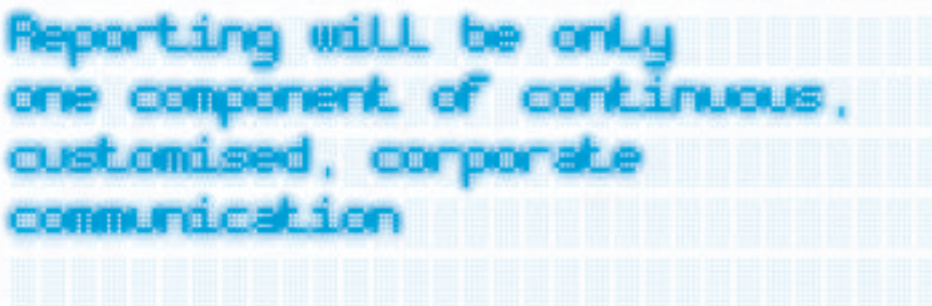 Reporting will be only
one component of continuous,
customised, corporate
communication